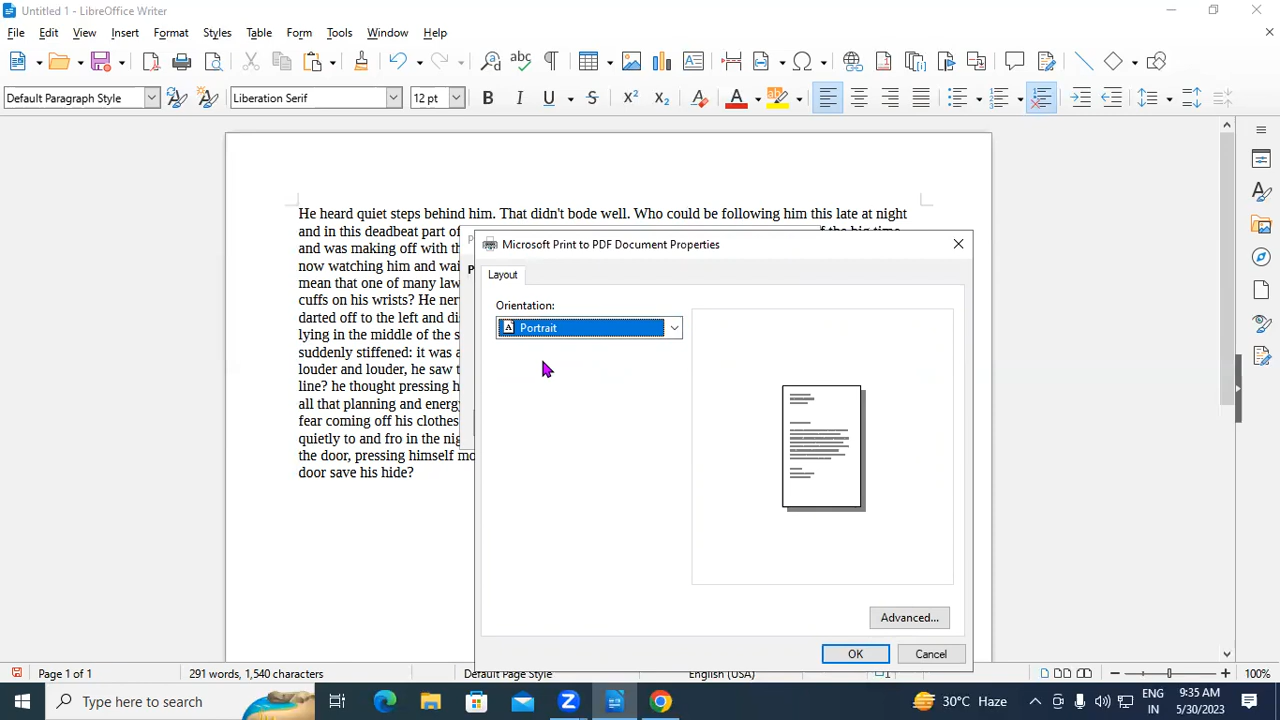 Untitled 1 - LibreOffice Writer
File Edit View Insert Format Styles Table Form Tools Window Help
Default Paragraph Style Liberation Serif 12 pt
He heard quiet steps behind him. That didn't bode well. Who could be following him this late at night
and in this deadbeat part of
and was making off with th
now watching him and wai
mean that one of many law
cuffs on his wrists? He ner
darted off to the left and di
lying in the middle of the s
suddenly stiffened: it was a
louder and louder, he saw t
line? he thought pressing h
all that planning and energy
fear coming off his clothes
quietly to and fro in the nig
the door, pressing himself mo
door save his hide?
Microsoft Print to PDF Document Properties
Layout
Orientation:
Portrait
Advanced...
OK Cancel
Page 1 of 1 291 words, 1,540 characters Default Page Style English (USA) 100%
Type here to search 30°C Haze ENG IN 9:35 AM 5/30/2023